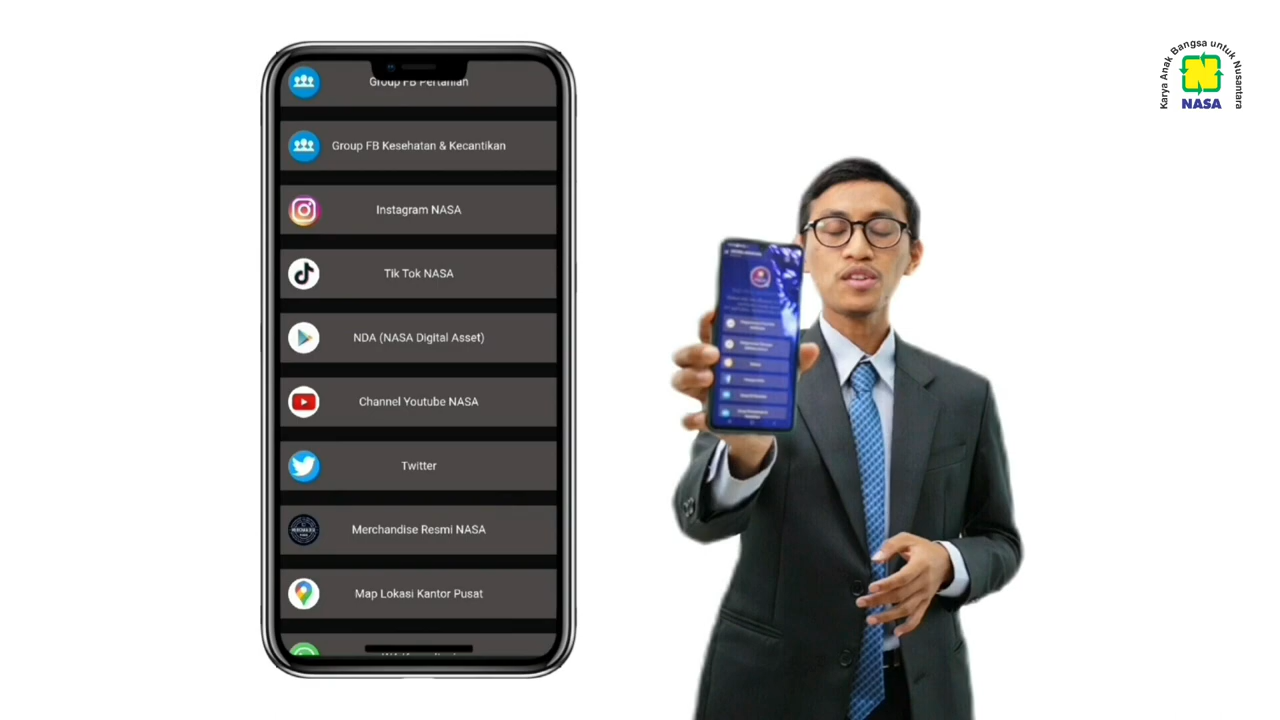 Group FB Pertanian
Group FB Kesehatan & Kecantikan
Instagram NASA
Tik Tok NASA
NDA (NASA Digital Asset)
Channel Youtube NASA
Twitter
Merchandise Resmi NASA
Map Lokasi Kantor Pusat
Karya Anak Bangsa untuk Nusantara
N
NASA